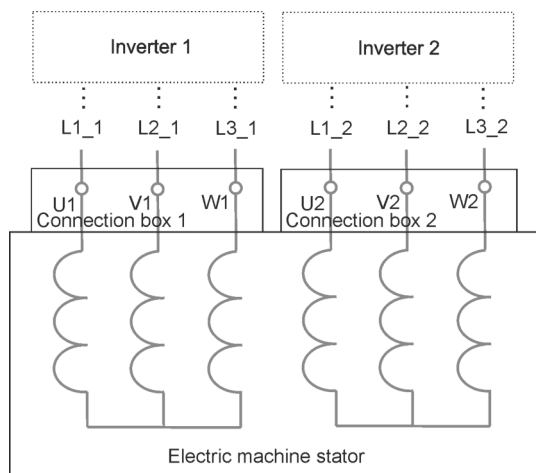 Inverter 1 Inverter 2
L1_1 L2_1 L3_1 L1_2 L2_2 L3_2
U1 V1 W1 U2 V2 W2
Connection box 1 Connection box 2
Electric machine stator